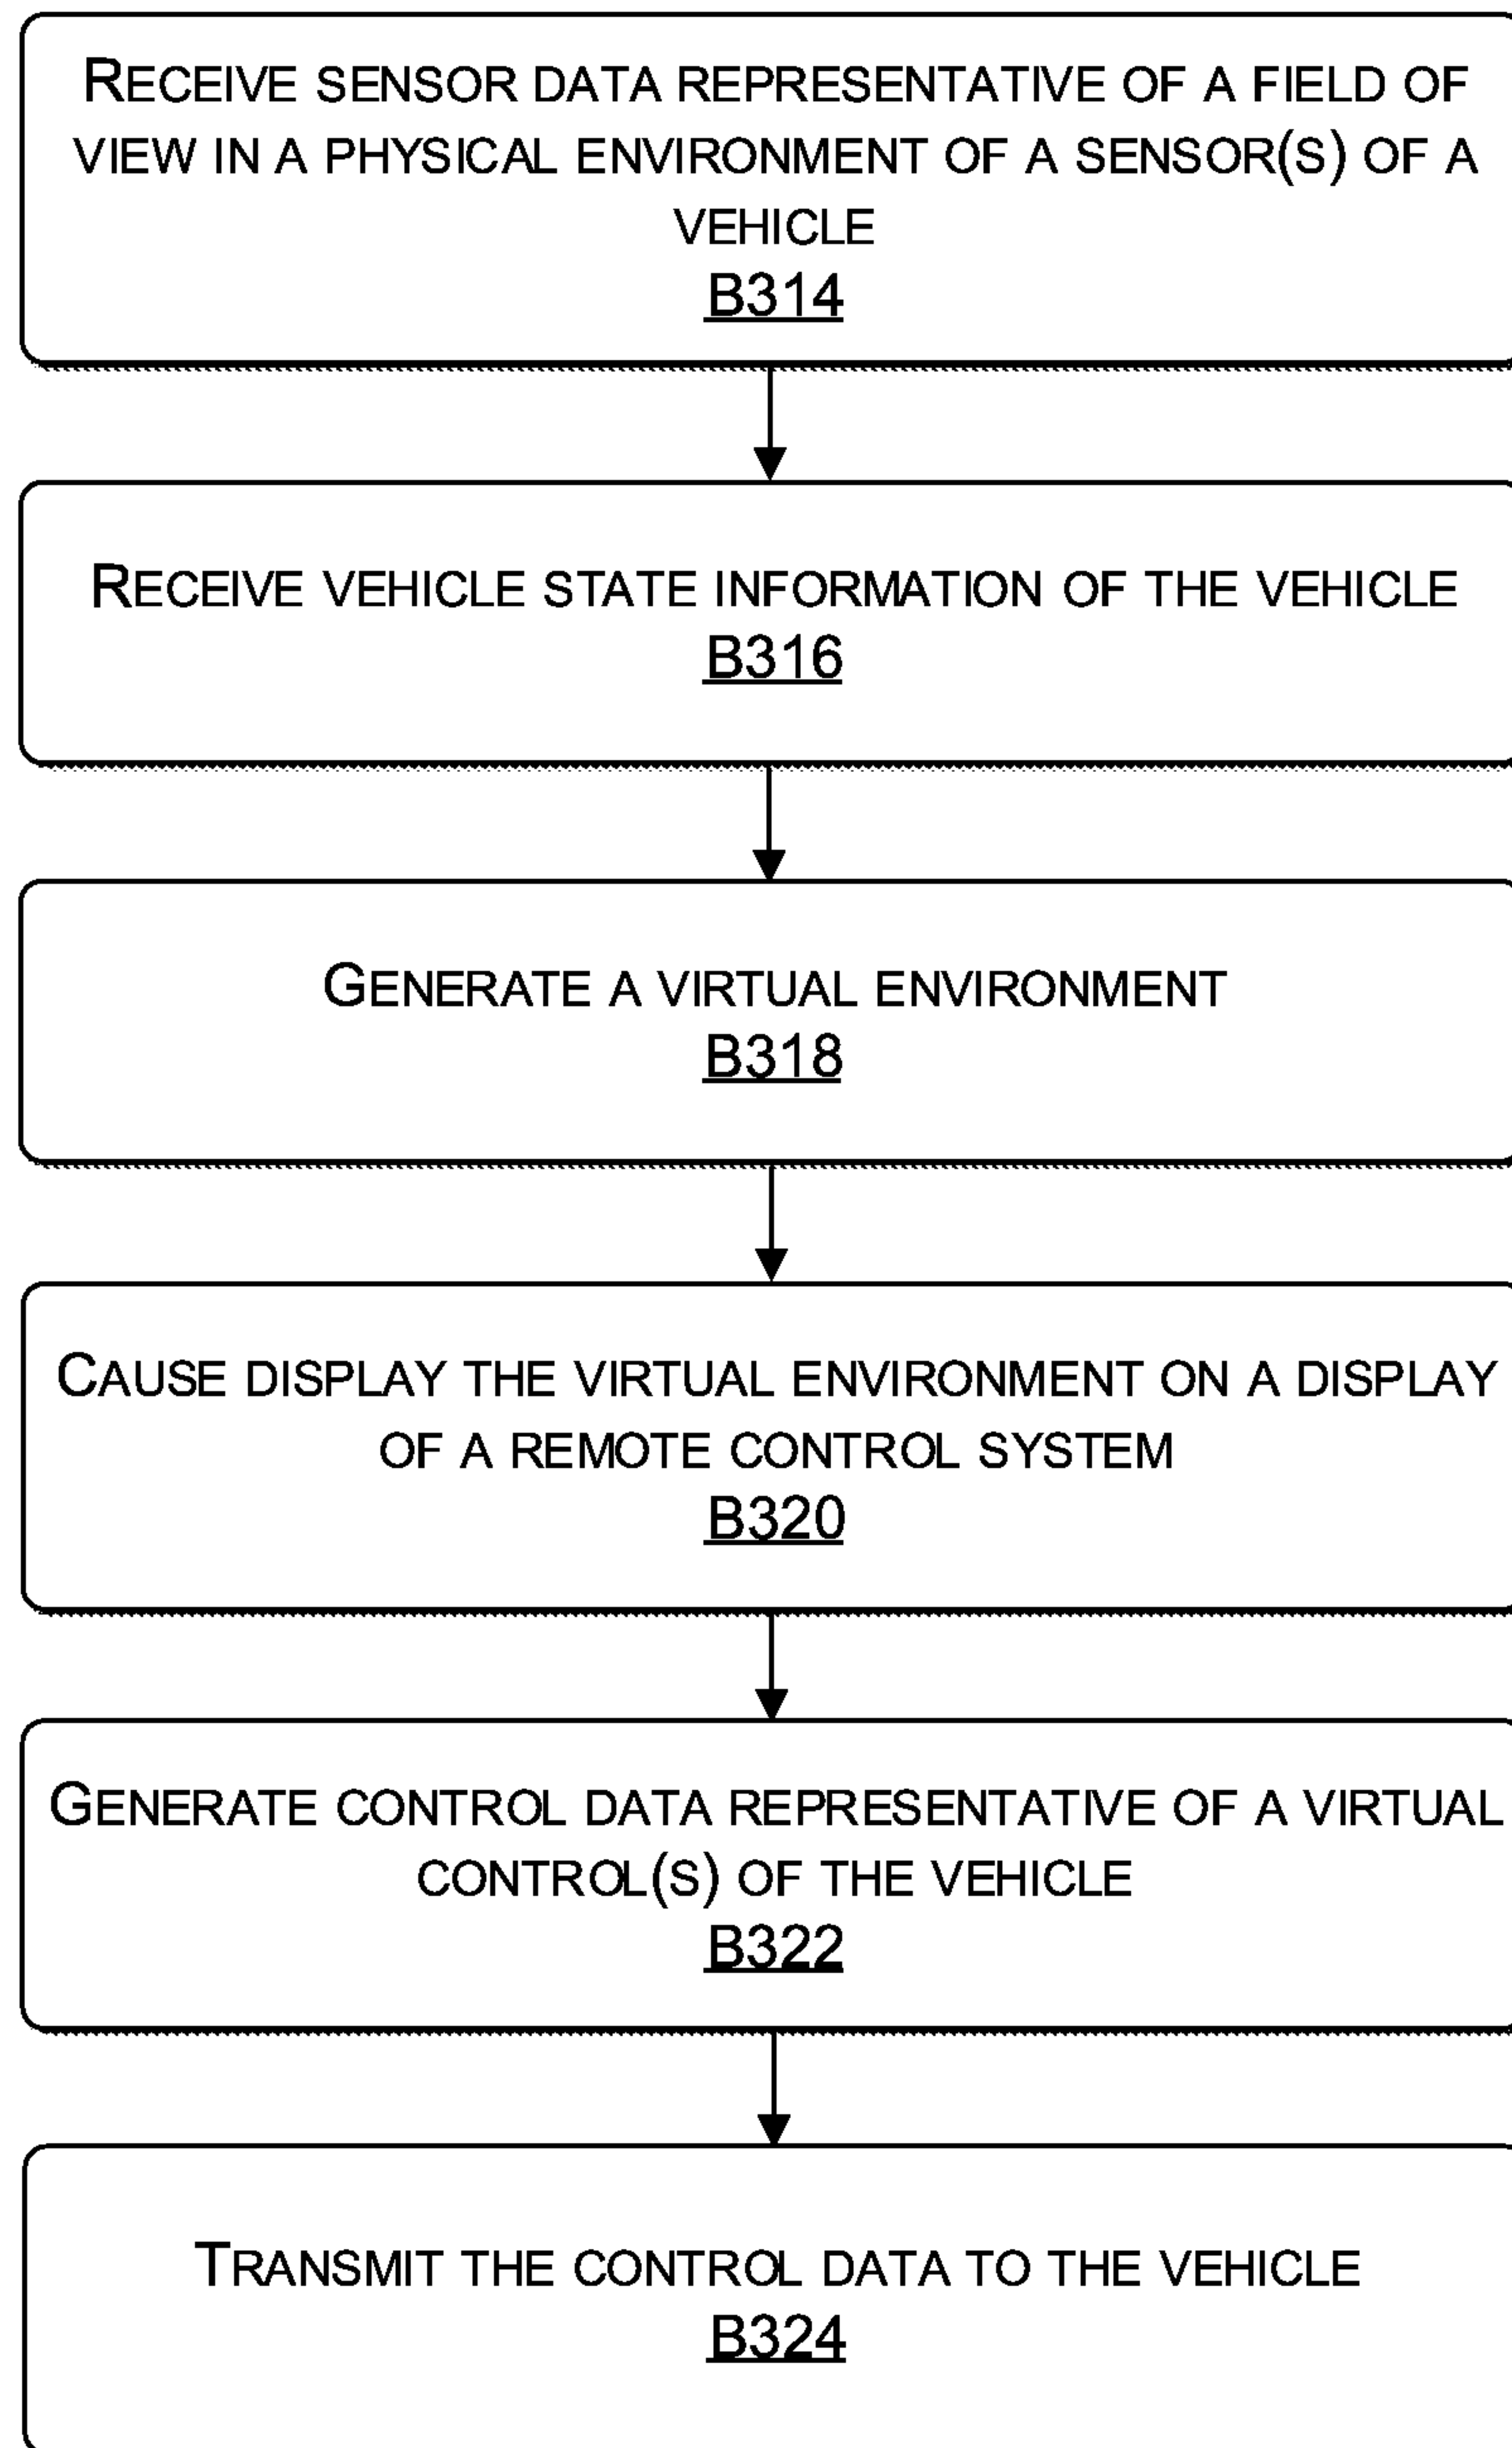 RECEIVE SENSOR DATA REPRESENTATIVE OF A FIELD OF
VIEW IN A PHYSICAL ENVIRONMENT OF A SENSOR(S) OF A
VEHICLE
B314
RECEIVE VEHICLE STATE INFORMATION OF THE VEHICLE
B316
GENERATE A VIRTUAL ENVIRONMENT
B318
CAUSE DISPLAY THE VIRTUAL ENVIRONMENT ON A DISPLAY
OF A REMOTE CONTROL SYSTEM
B320
GENERATE CONTROL DATA REPRESENTATIVE OF A VIRTUAL
CONTROL(S) OF THE VEHICLE
B322
TRANSMIT THE CONTROL DATA TO THE VEHICLE
B324